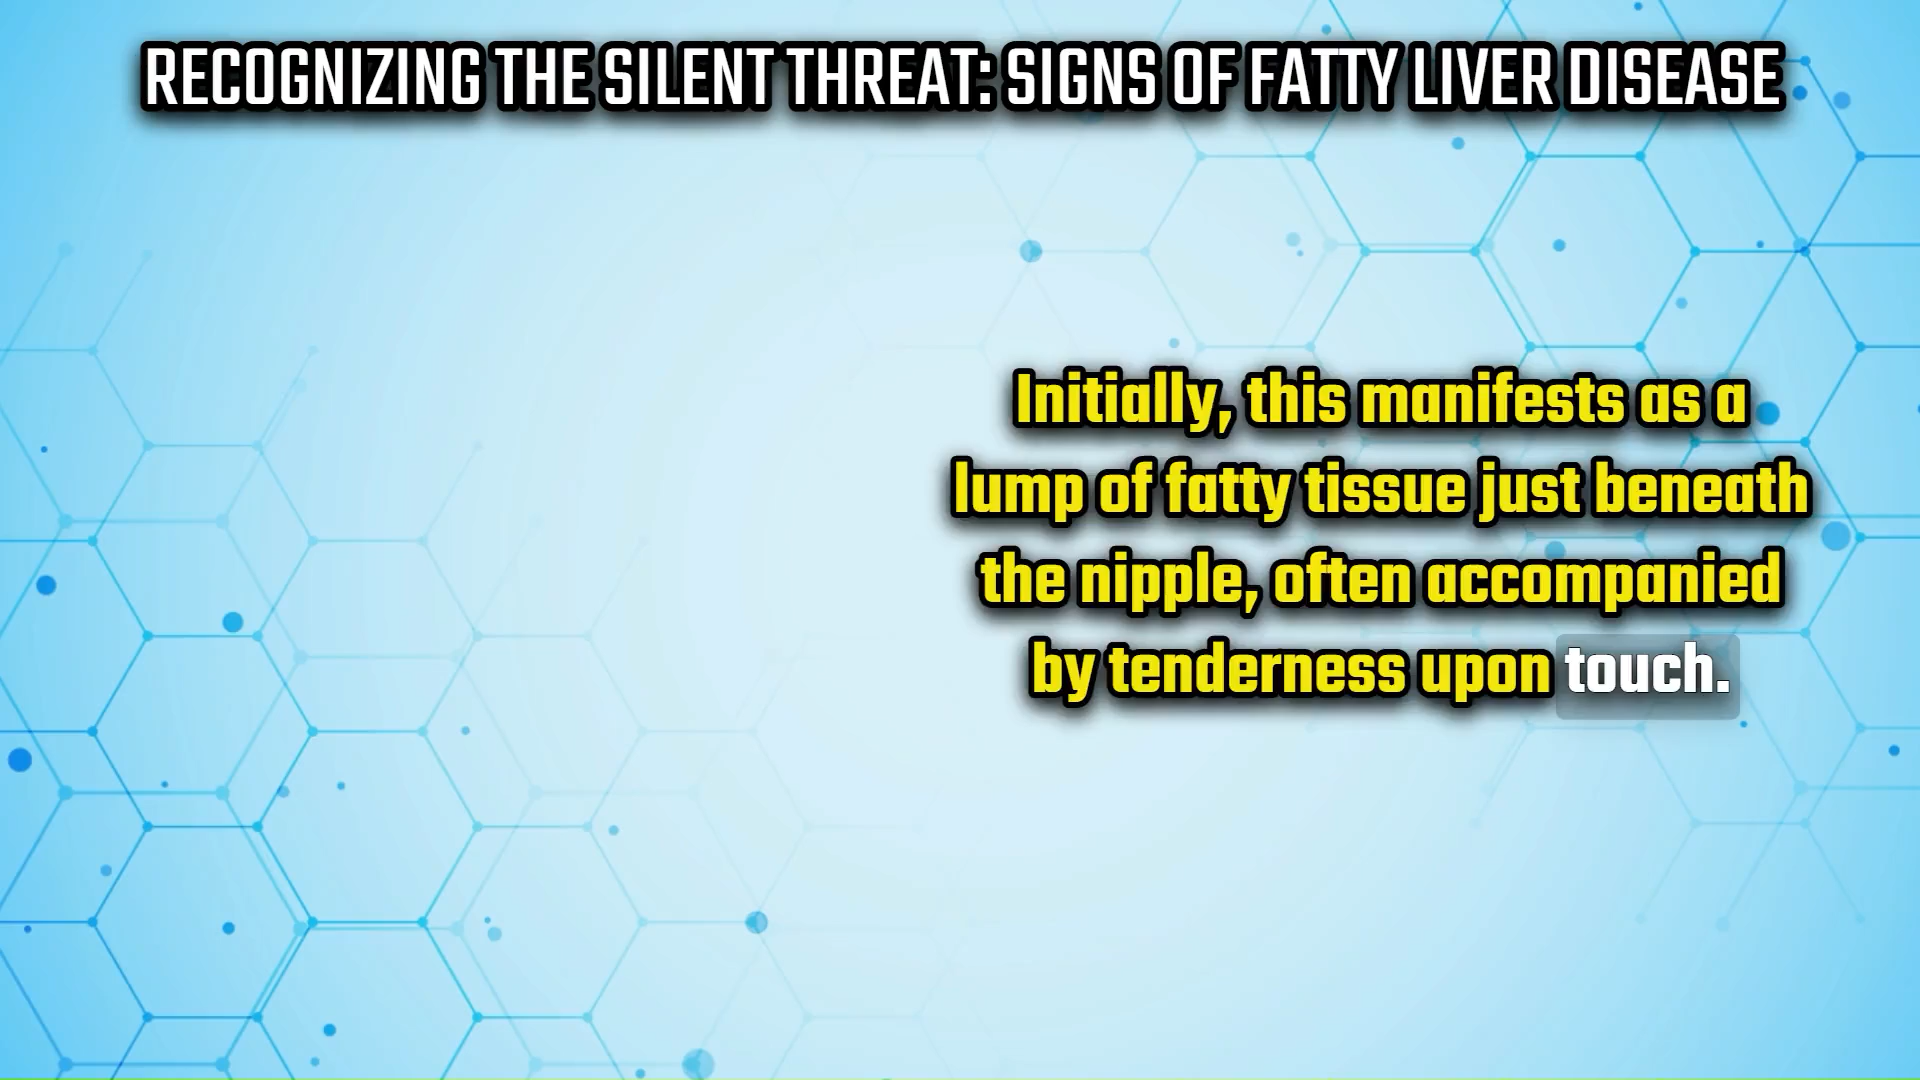 RECOGNIZING THE SILENT THREAT: SIGNS OF FATTY LIVER DISEASE
Initially, this manifests as a
lump of fatty tissue just beneath
the nipple, often accompanied
by tenderness upon touch.